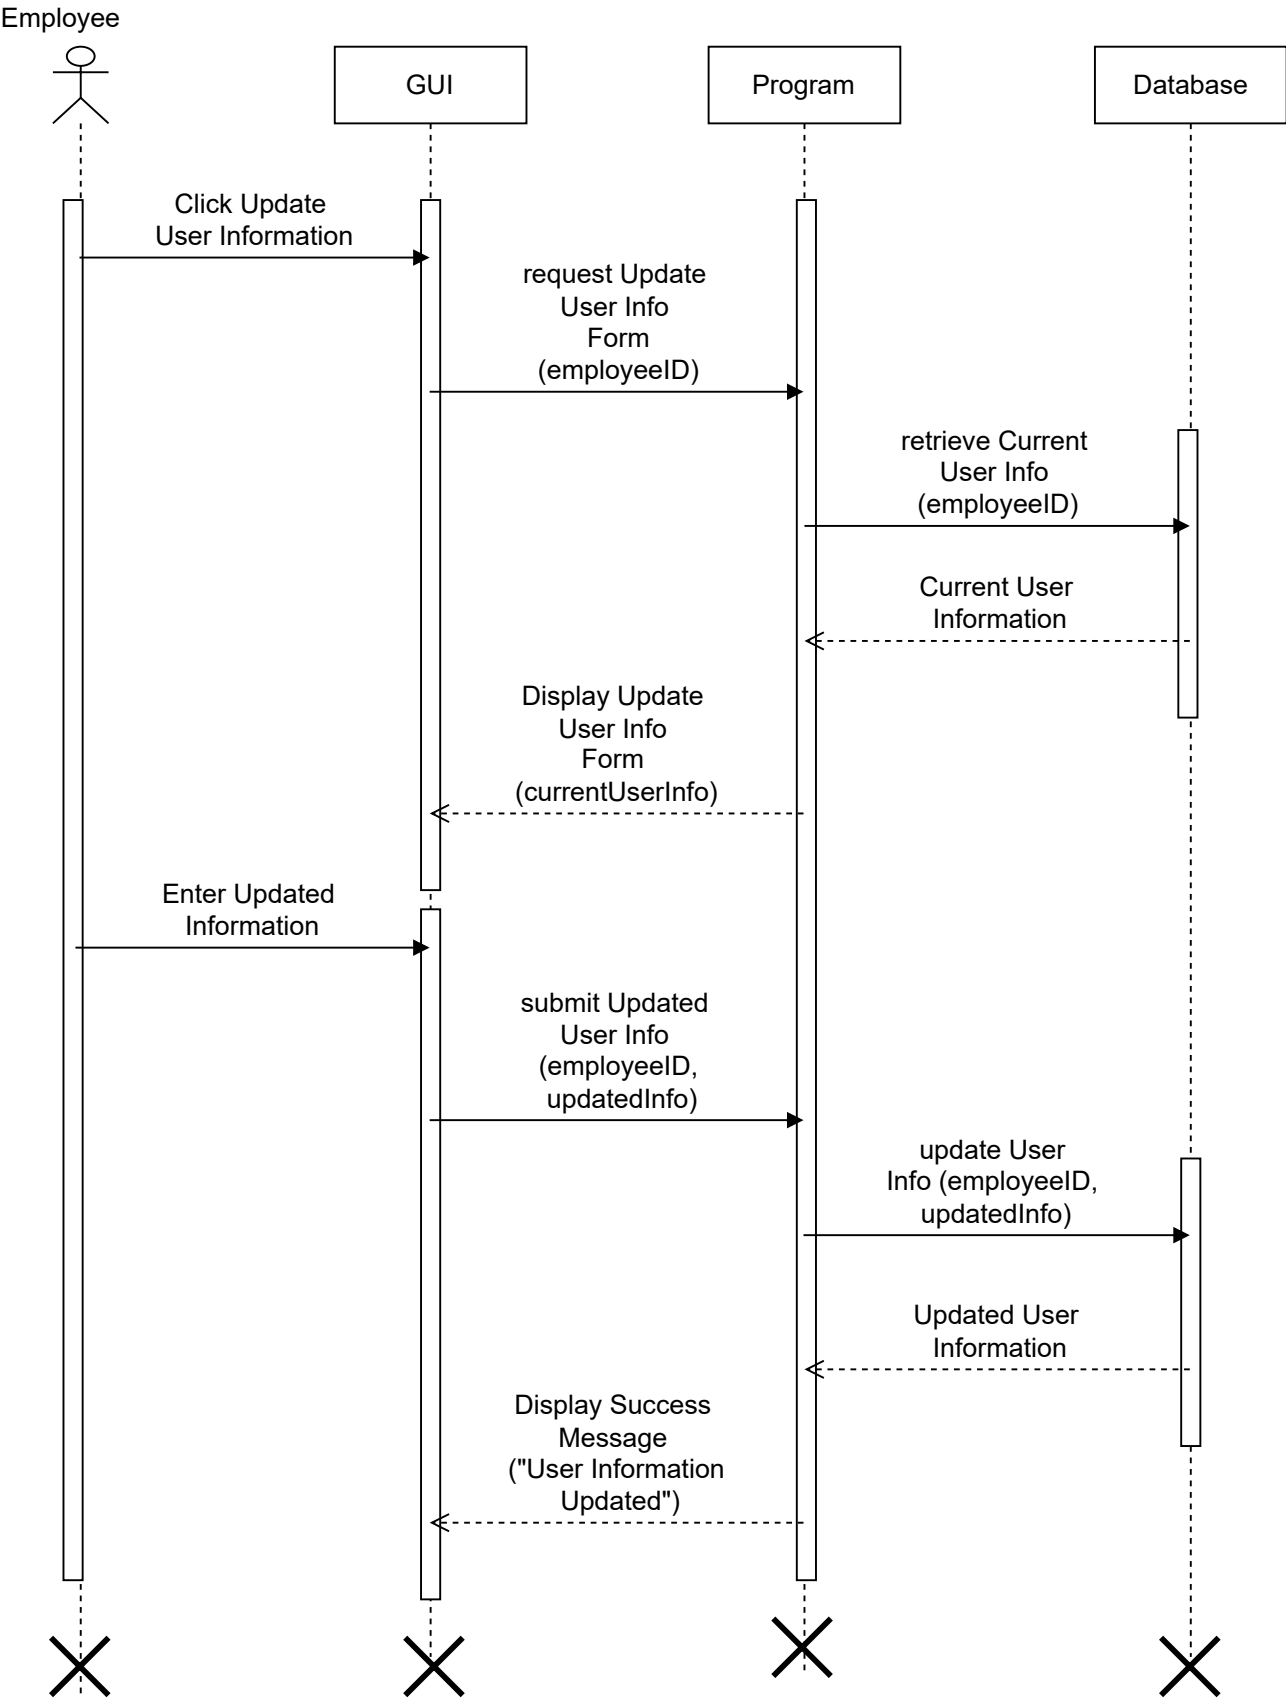 Employee
GUI
Program
Database
Click Update
User Information
request Update
User Info
Form
(employeeID)
retrieve Current
User Info
(employeeID)
Current User
Information
Display Update
User Info
Form
(currentUserInfo)
Enter Updated
Information
submit Updated
User Info
(employeeID,
updatedInfo)
update User
Info (employeeID,
updatedInfo)
Updated User
Information
Display Success
Message
("User Information
Updated")